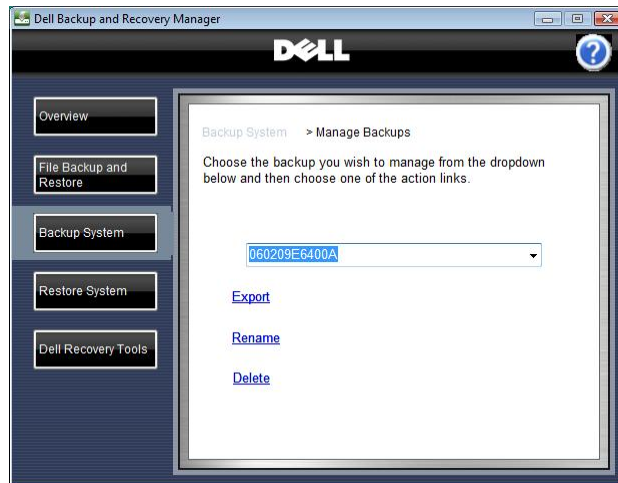 Dell Backup and Recovery Manager
DELL
?
Overview
File Backup and
Restore
Backup System
Restore System
Dell Recovery Tools
Backup System > Manage Backups
Choose the backup you wish to manage from the dropdown
below and then choose one of the action links.
060209E6400A
Export
Rename
Delete